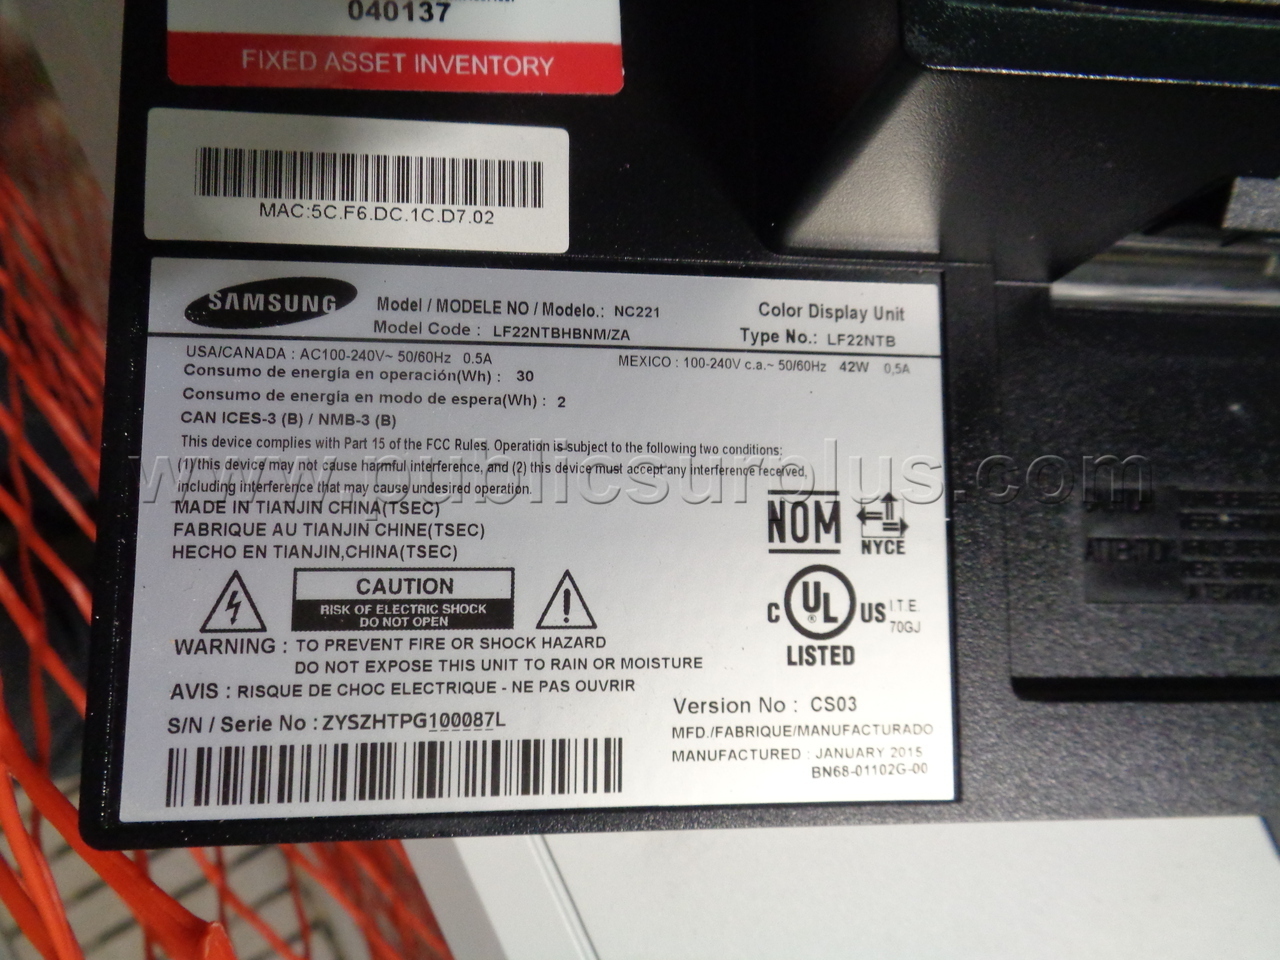 040137
FIXED ASSET INVENTORY
MAC:5C.F6.DC.1C.D7.02
SAMSUNG
Model / MODELE NO / Modelo.: NC221
Color Display Unit
Model Code : LF22NTBHBNM/ZA
Type No.: LF22NTB
USA/CANADA : AC100-240V~ 50/60Hz 0.5A
MEXICO : 100-240V c.a.~ 50/60Hz 42W 0,5A
Consumo de energía en operación(Wh) : 30
Consumo de energía en modo de espera(Wh) : 2
CAN ICES-3 (B) / NMB-3 (B)
This device complies with Part 15 of the FCC Rules. Operation is subject to the following two conditions:
(1) this device may not cause harmful interference, and (2) this device must accept any interference received,
including interference that may cause undesired operation.
www.publicsurplus.com
MADE IN TIANJIN CHINA(TSEC)
FABRIQUE AU TIANJIN CHINE(TSEC)
HECHO EN TIANJIN,CHINA(TSEC)
NOM
NYCE
CAUTION
RISK OF ELECTRIC SHOCK
DO NOT OPEN
C UL US
®
I.T.E.
70GJ
LISTED
WARNING : TO PREVENT FIRE OR SHOCK HAZARD
DO NOT EXPOSE THIS UNIT TO RAIN OR MOISTURE
AVIS : RISQUE DE CHOC ELECTRIQUE - NE PAS OUVRIR
S/N / Serie No : ZYSZHTPG100087L
Version No : CS03
MFD./FABRIQUE/MANUFACTURADO
MANUFACTURED : JANUARY 2015
BN68-01102G-00
CAUTION
ATTENTION